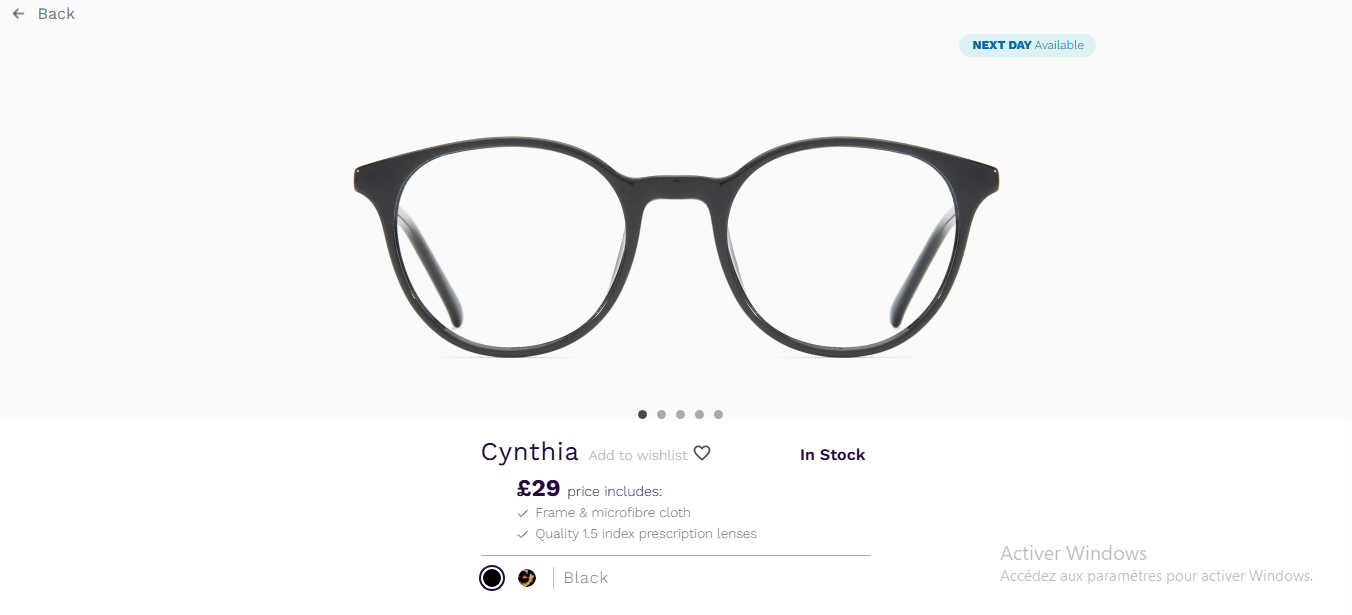 Back
NEXT DAY Available
Cynthia Add to wishlist In Stock
£29 price includes:
Frame & microfibre cloth
Quality 1.5 index prescription lenses
Black
Activer Windows
Accédez aux paramètres pour activer Windows.